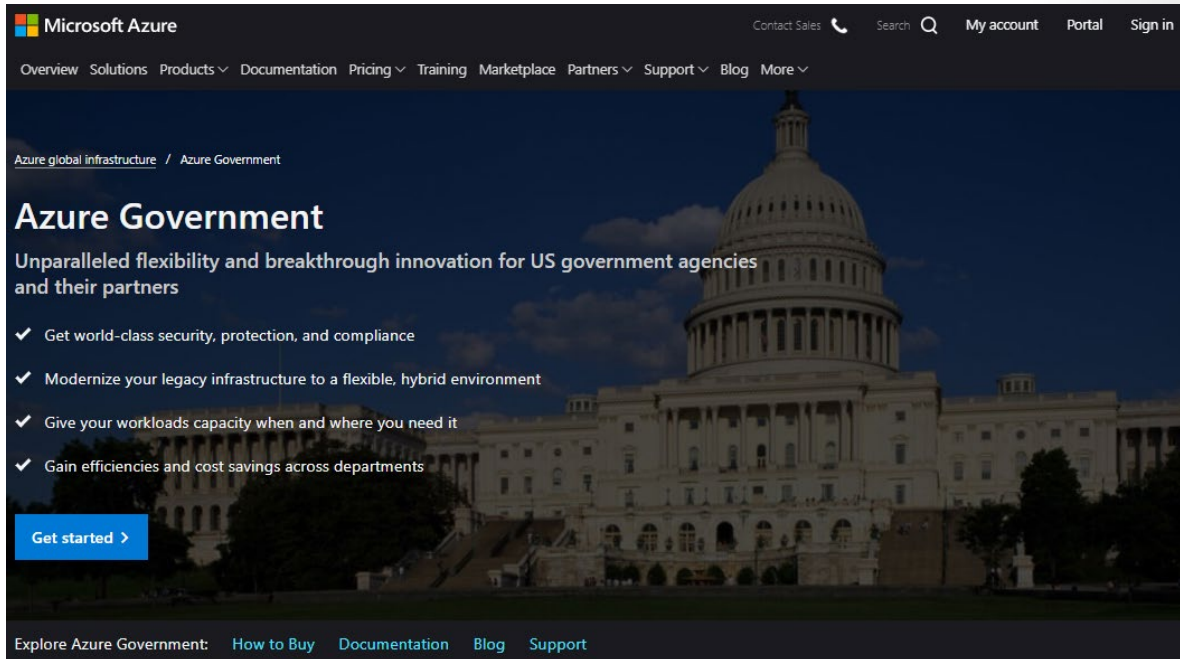 Microsoft Azure
Contact Sales Search My account Portal Sign in
Overview Solutions Products Documentation Pricing Training Marketplace Partners Support Blog More
Azure global infrastructure / Azure Government
Azure Government
Unparalleled flexibility and breakthrough innovation for US government agencies
and their partners
Get world-class security, protection, and compliance
Modernize your legacy infrastructure to a flexible, hybrid environment
Give your workloads capacity when and where you need it
Gain efficiencies and cost savings across departments
Get started
Explore Azure Government: How to Buy Documentation Blog Support